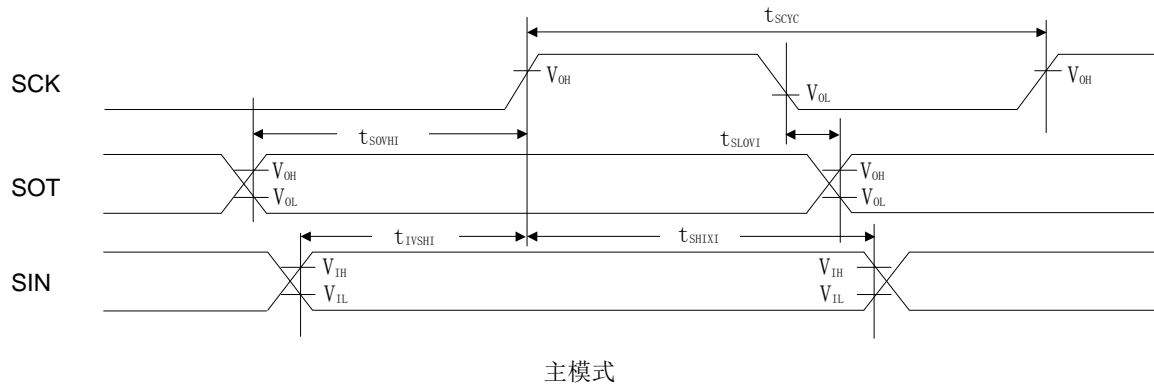 tSCYC
SCK
VOH
VOL
VOH
tSOVHI
tSLOVI
SOT
VOH
VOL
VOH
VOL
tIVSHI
tSHIXI
SIN
VIH
VIL
VIH
VIL
主模式